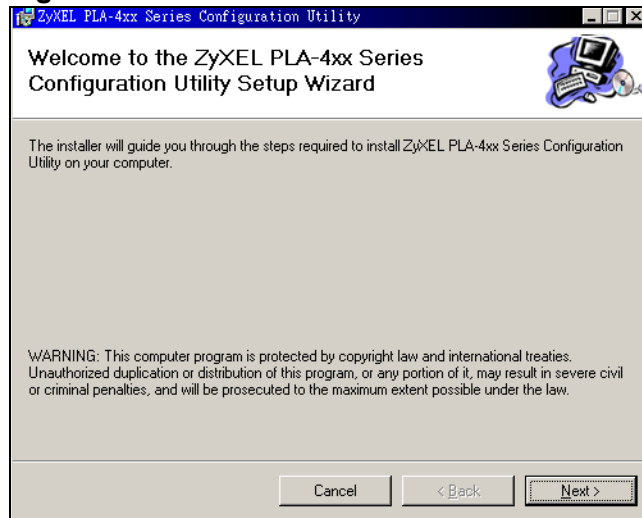 ZyXEL PLA-4xx Series Configuration Utility
Welcome to the ZyXEL PLA-4xx Series
Configuration Utility Setup Wizard
The installer will guide you through the steps required to install ZyXEL PLA-4xx Series Configuration
Utility on your computer.
WARNING: This computer program is protected by copyright law and international treaties.
Unauthorized duplication or distribution of this program, or any portion of it, may result in severe civil
or criminal penalties, and will be prosecuted to the maximum extent possible under the law.
Cancel
< Back
Next >